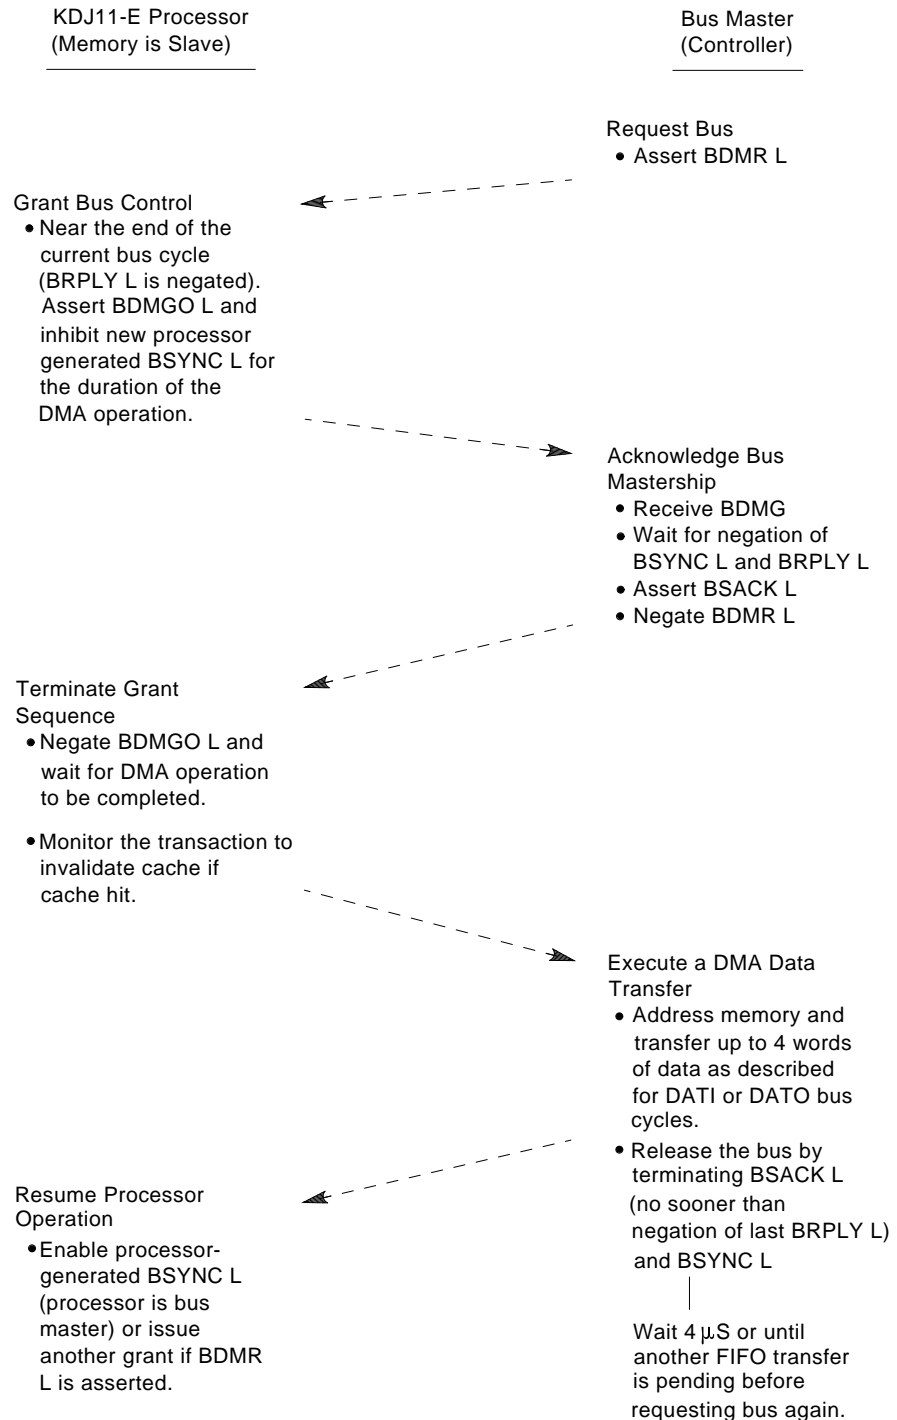 KDJ11-E Processor
(Memory is Slave)
Bus Master
(Controller)
Request Bus
• Assert BDMR L
Grant Bus Control
• Near the end of the
current bus cycle
(BRPLY L is negated).
Assert BDMGO L and
inhibit new processor
generated BSYNC L for
the duration of the
DMA operation.
Acknowledge Bus
Mastership
• Receive BDMG
• Wait for negation of
BSYNC L and BRPLY L
• Assert BSACK L
• Negate BDMR L
Terminate Grant
Sequence
• Negate BDMGO L and
wait for DMA operation
to be completed.
• Monitor the transaction to
invalidate cache if
cache hit.
Execute a DMA Data
Transfer
• Address memory and
transfer up to 4 words
of data as described
for DATI or DATO bus
cycles.
• Release the bus by
terminating BSACK L
(no sooner than
negation of last BRPLY L)
and BSYNC L
Resume Processor
Operation
• Enable processor-
generated BSYNC L
(processor is bus
master) or issue
another grant if BDMR
L is asserted.
Wait 4 μS or until
another FIFO transfer
is pending before
requesting bus again.